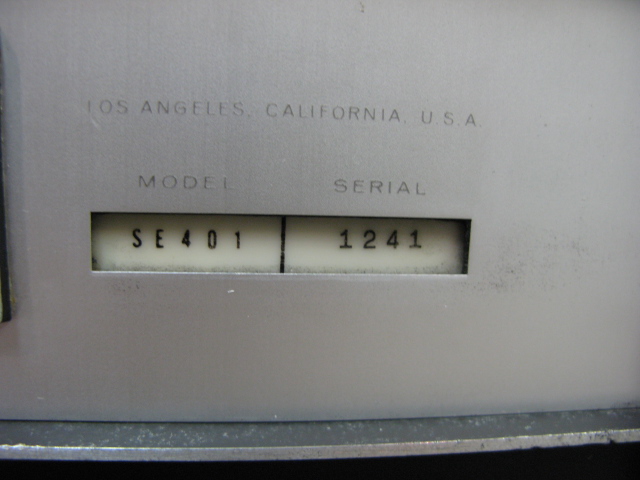 LOS ANGELES, CALIFORNIA, U.S.A.
MODEL SERIAL
SE401 1241